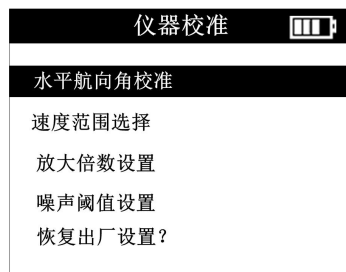 仪器校准
水平航向角校准
速度范围选择
放大倍数设置
噪声阈值设置
恢复出厂设置?